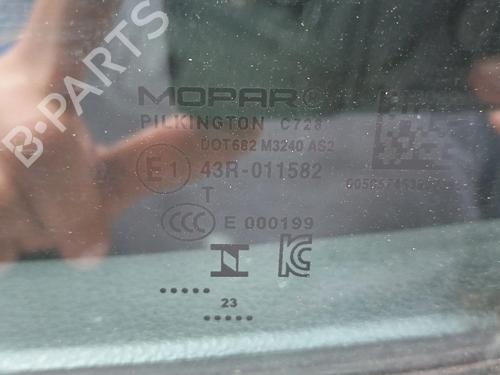 B-PARTS
MOPAR®
PILKINGTON C728
DOT682 M3240 AS2
E1 43R-011582
T
CCC E 000199
23